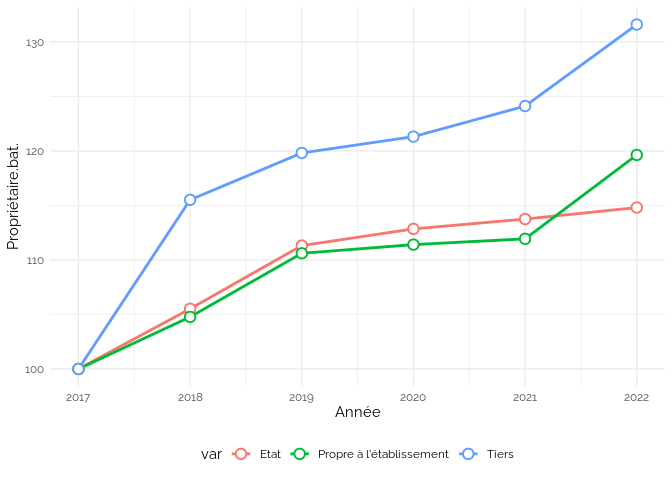 Propriétaire.bat.
130
120
110
100
2017 2018 2019 2020 2021 2022
Année
var Etat Propre à l'établissement Tiers